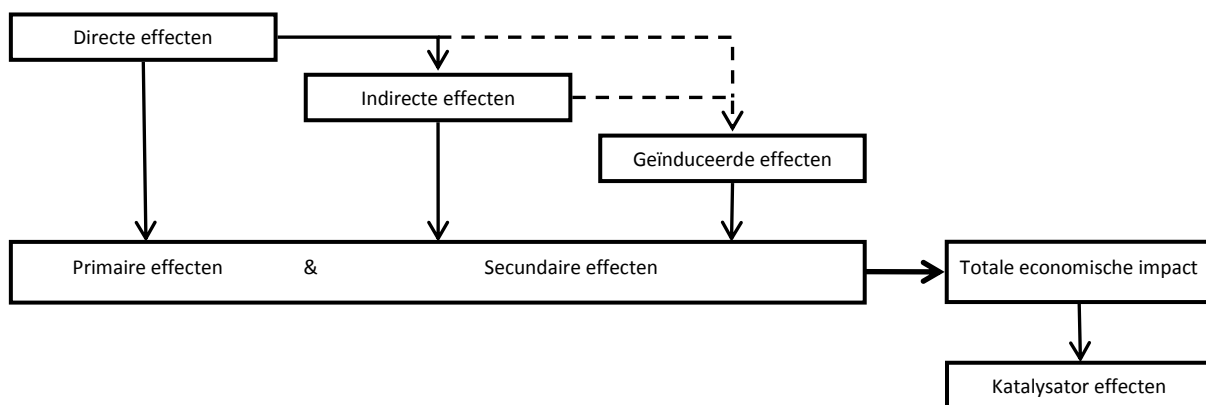 Directe effecten
Indirecte effecten
Geïnduceerde effecten
Primaire effecten & Secundaire effecten
Totale economische impact
Katalysator effecten